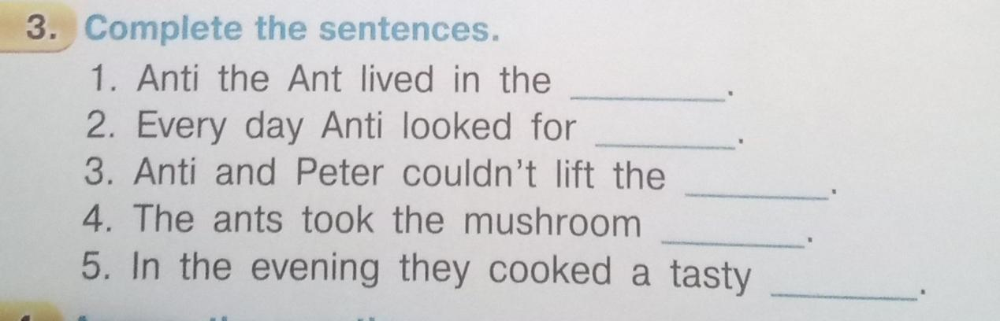 3. Complete the sentences.
1. Anti the Ant lived in the ________.
2. Every day Anti looked for ________.
3. Anti and Peter couldn't lift the ________.
4. The ants took the mushroom ________.
5. In the evening they cooked a tasty ________.